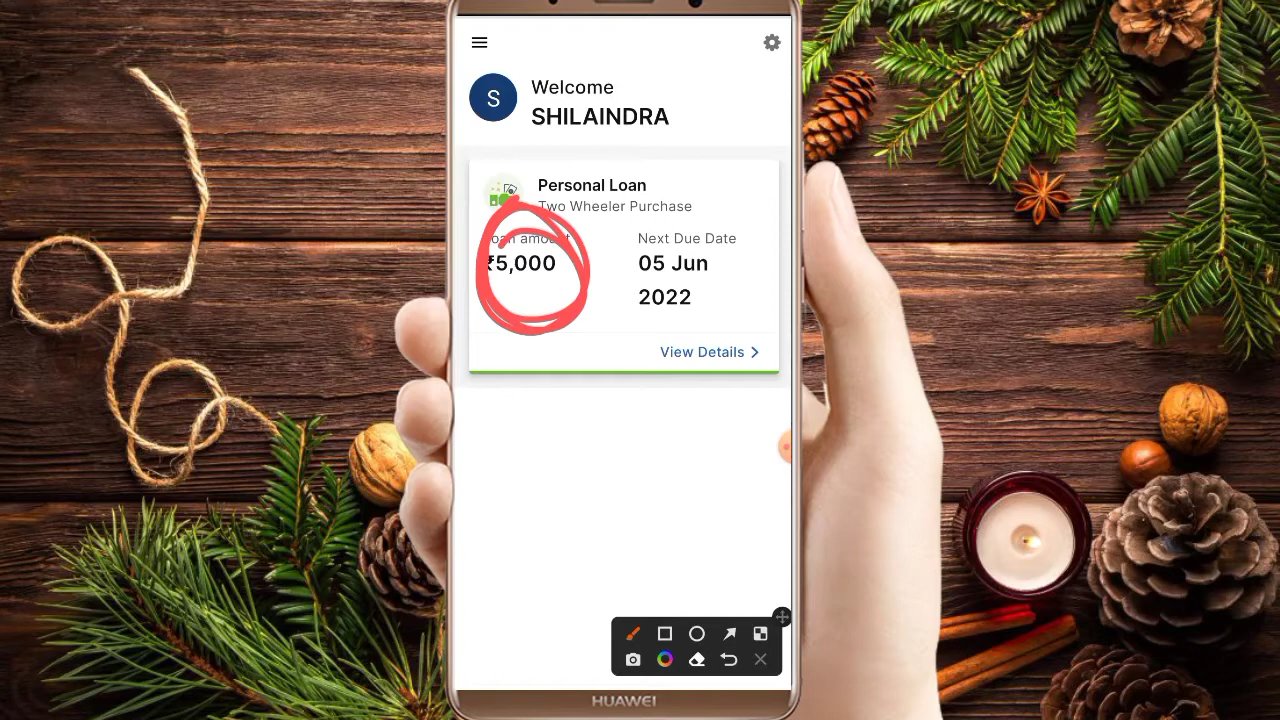 S
Welcome
SHILAINDRA
Personal Loan
Two Wheeler Purchase
Loan amount
₹5,000
Next Due Date
05 Jun
2022
View Details
HUAWEI